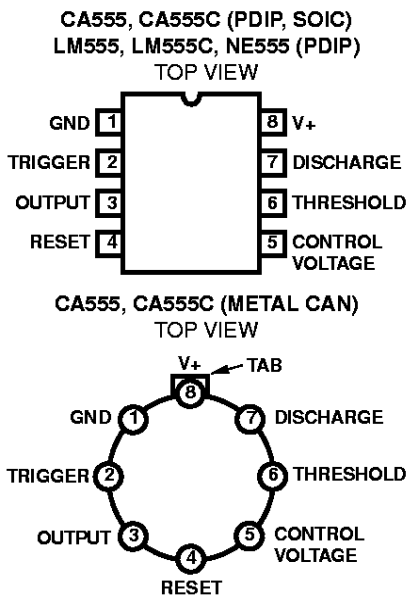 CA555, CA555C (PDIP, SOIC)
LM555, LM555C, NE555 (PDIP)
TOP VIEW
GND 1 8 V+
TRIGGER 2 7 DISCHARGE
OUTPUT 3 6 THRESHOLD
RESET 4 5 CONTROL
VOLTAGE
CA555, CA555C (METAL CAN)
TOP VIEW
V+ TAB
8
GND 1 7 DISCHARGE
TRIGGER 2 6 THRESHOLD
OUTPUT 3 5 CONTROL
VOLTAGE
4
RESET